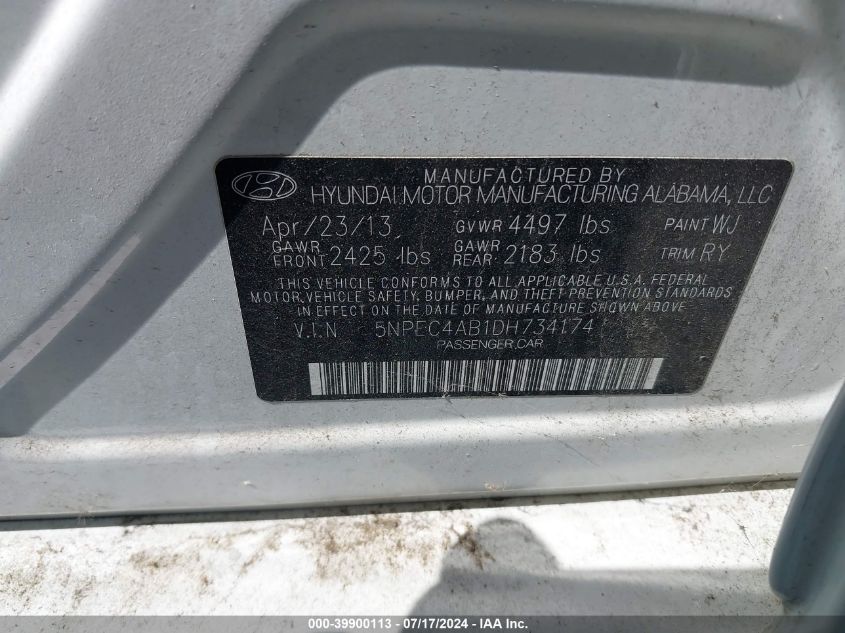 MANUFACTURED BY
HYUNDAI MOTOR MANUFACTURING ALABAMA, LLC
Apr/23/13 GVWR 4497 lbs PAINT WJ
GAWR FRONT 2425 lbs GAWR REAR 2183 lbs TRIM RY
THIS VEHICLE CONFORMS TO ALL APPLICABLE U.S.A. FEDERAL
MOTOR VEHICLE SAFETY, BUMPER, AND THEFT PREVENTION STANDARDS
IN EFFECT ON THE DATE OF MANUFACTURE SHOWN ABOVE
V.I.N 5NPEC4AB1DH734174
PASSENGER CAR
000-39900113 - 07/17/2024 - IAA Inc.